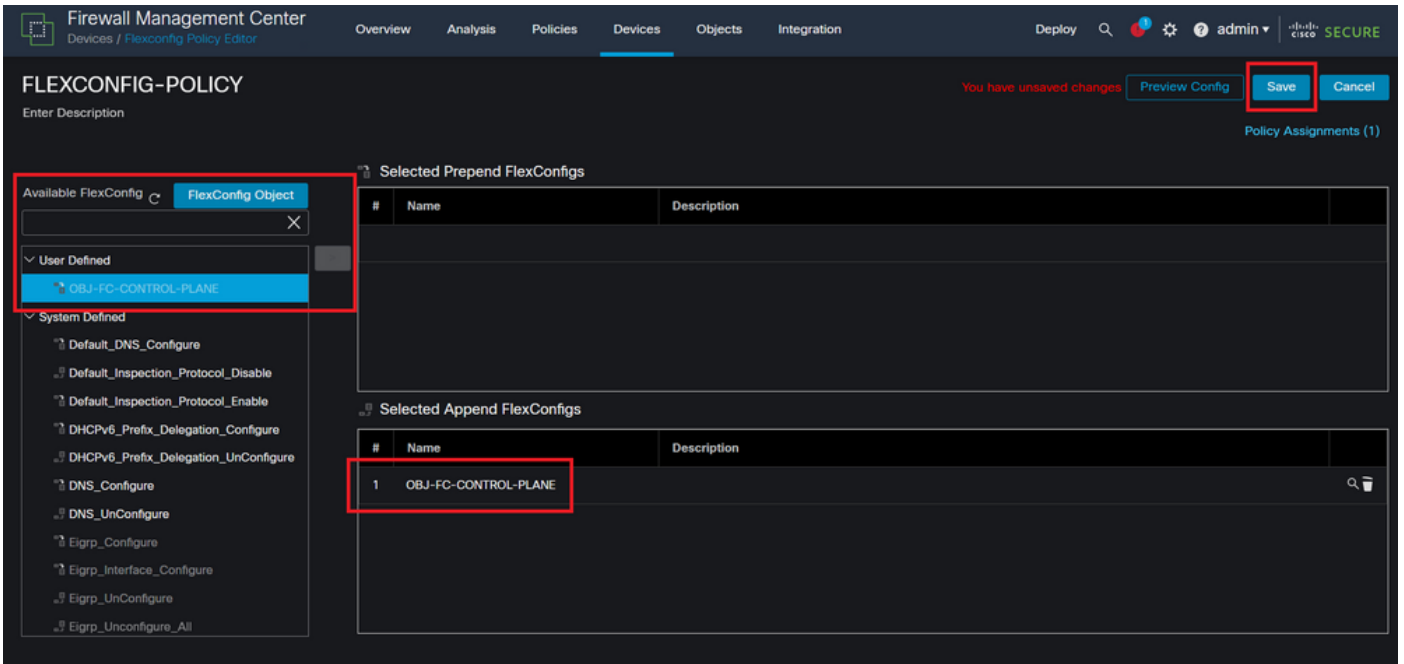 Firewall Management Center
Devices / Flexconfig Policy Editor
Overview Analysis Policies Devices Objects Integration
Deploy 1 admin cisco SECURE
FLEXCONFIG-POLICY
Enter Description
You have unsaved changes Preview Config Save Cancel
Policy Assignments (1)
Available FlexConfig FlexConfig Object
User Defined
OBJ-FC-CONTROL-PLANE
System Defined
Default_DNS_Configure
Default_Inspection_Protocol_Disable
Default_Inspection_Protocol_Enable
DHCPv6_Prefix_Delegation_Configure
DHCPv6_Prefix_Delegation_UnConfigure
DNS_Configure
DNS_UnConfigure
Eigrp_Configure
Eigrp_Interface_Configure
Eigrp_UnConfigure
Eigrp_Unconfigure_All
Selected Prepend FlexConfigs
# Name Description
Selected Append FlexConfigs
# Name Description
1 OBJ-FC-CONTROL-PLANE